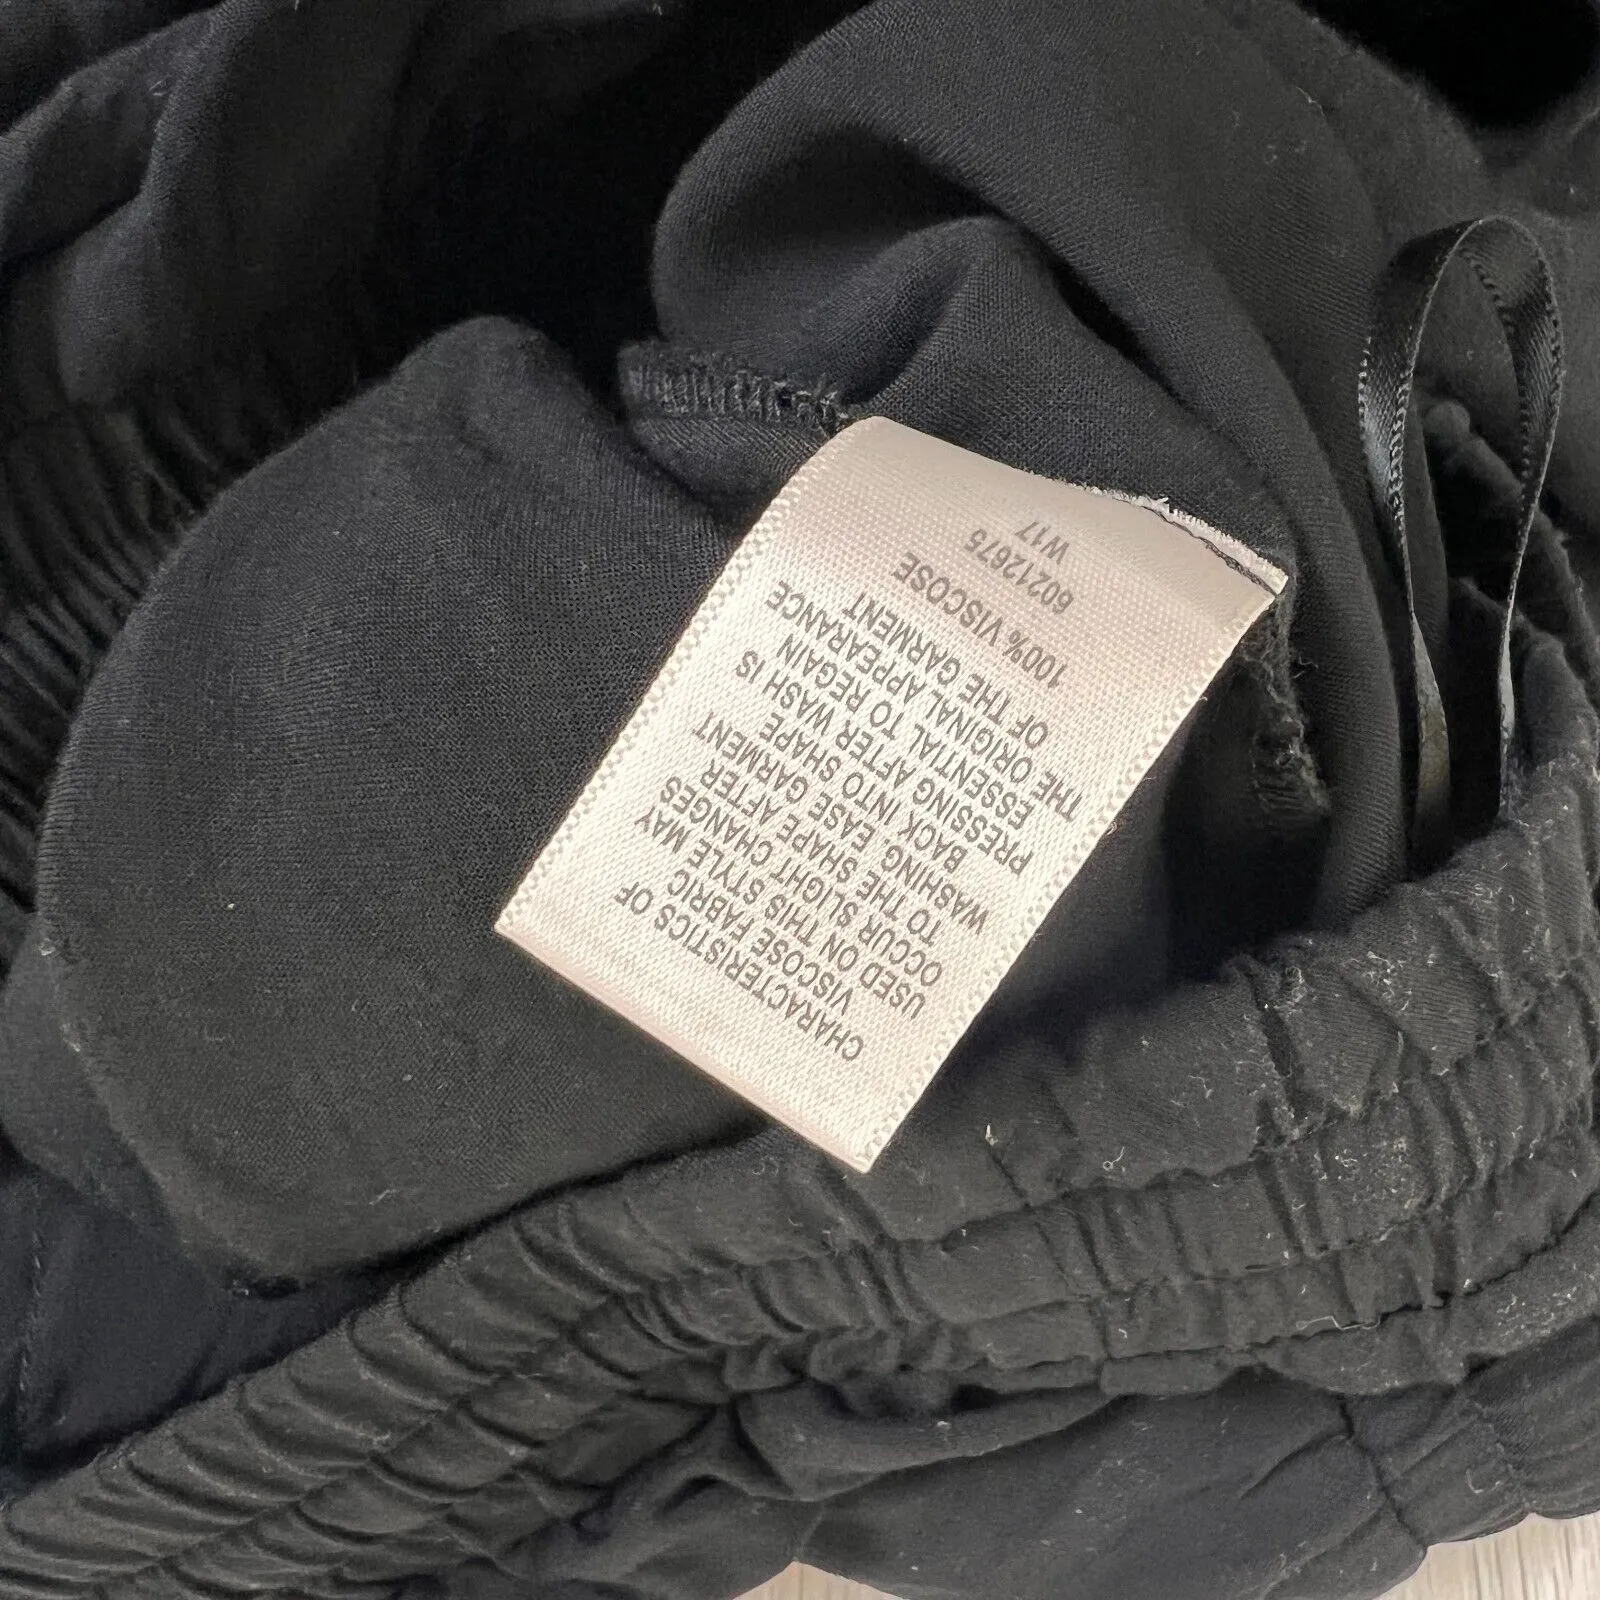 60212675
W17
100% VISCOSE
CHARACTERISTICS OF
VISCOSE FABRIC
USED ON THIS STYLE MAY
OCCUR SLIGHT CHANGES
TO THE SHAPE AFTER
WASHING. EASE GARMENT
BACK INTO SHAPE
PRESSING AFTER WASH IS
ESSENTIAL TO REGAIN
THE ORIGINAL APPEARANCE
OF THE GARMENT